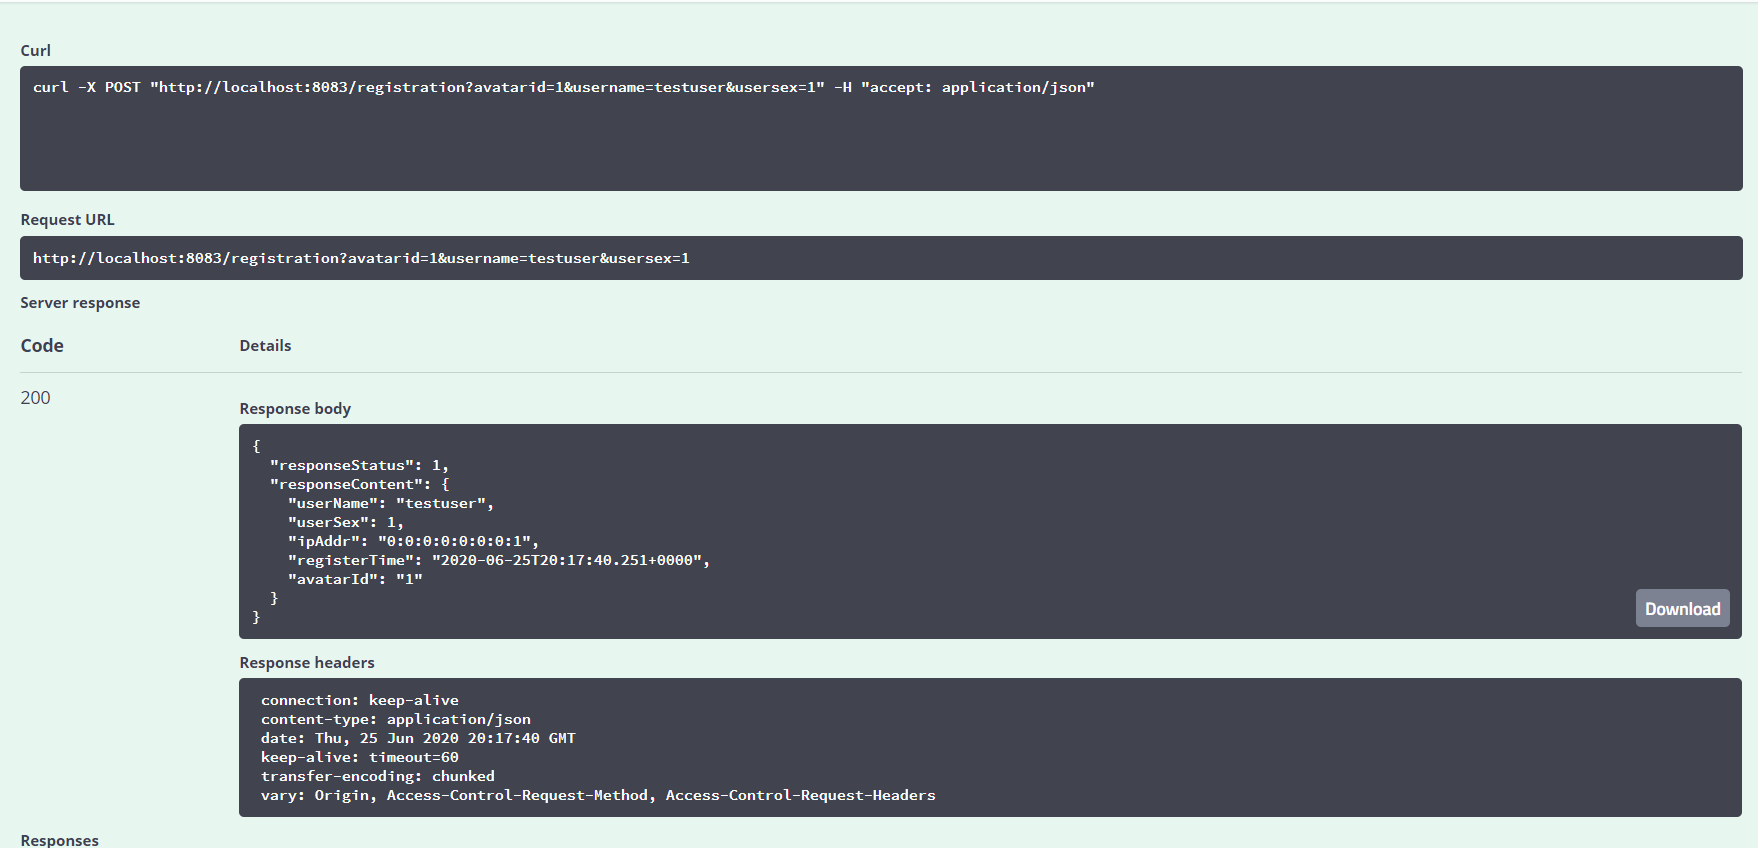 Curl
curl -X POST "http://localhost:8083/registration?avatarid=1&username=testuser&usersex=1" -H "accept: application/json"
Request URL
http://localhost:8083/registration?avatarid=1&username=testuser&usersex=1
Server response
Code Details
200
Response body
{
  "responseStatus": 1,
  "responseContent": {
    "userName": "testuser",
    "userSex": 1,
    "ipAddr": "0:0:0:0:0:0:0:1",
    "registerTime": "2020-06-25T20:17:40.251+0000",
    "avatarId": "1"
  }
}
Download
Response headers
connection: keep-alive
content-type: application/json
date: Thu, 25 Jun 2020 20:17:40 GMT
keep-alive: timeout=60
transfer-encoding: chunked
vary: Origin, Access-Control-Request-Method, Access-Control-Request-Headers
Responses